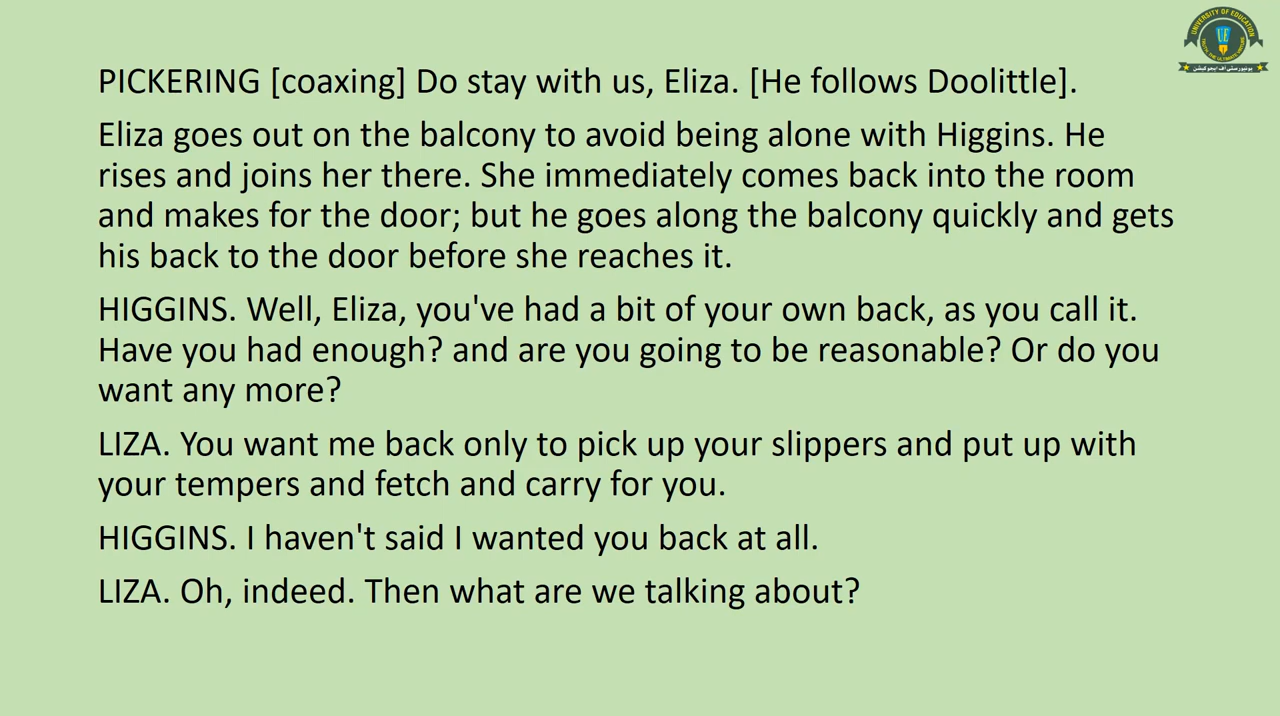 UNIVERSITY OF EDUCATION
UE
PICKERING [coaxing] Do stay with us, Eliza. [He follows Doolittle].
Eliza goes out on the balcony to avoid being alone with Higgins. He
rises and joins her there. She immediately comes back into the room
and makes for the door; but he goes along the balcony quickly and gets
his back to the door before she reaches it.
HIGGINS. Well, Eliza, you've had a bit of your own back, as you call it.
Have you had enough? and are you going to be reasonable? Or do you
want any more?
LIZA. You want me back only to pick up your slippers and put up with
your tempers and fetch and carry for you.
HIGGINS. I haven't said I wanted you back at all.
LIZA. Oh, indeed. Then what are we talking about?